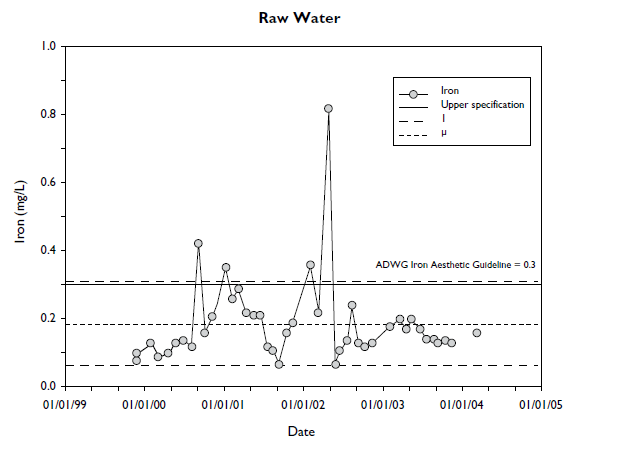 Raw Water
1.0
0.8
0.6
0.4
0.2
0.0
Iron (mg/L)
Iron
Upper specification
1
μ
ADWG Iron Aesthetic Guideline = 0.3
01/01/99 01/01/00 01/01/01 01/01/02 01/01/03 01/01/04 01/01/05
Date